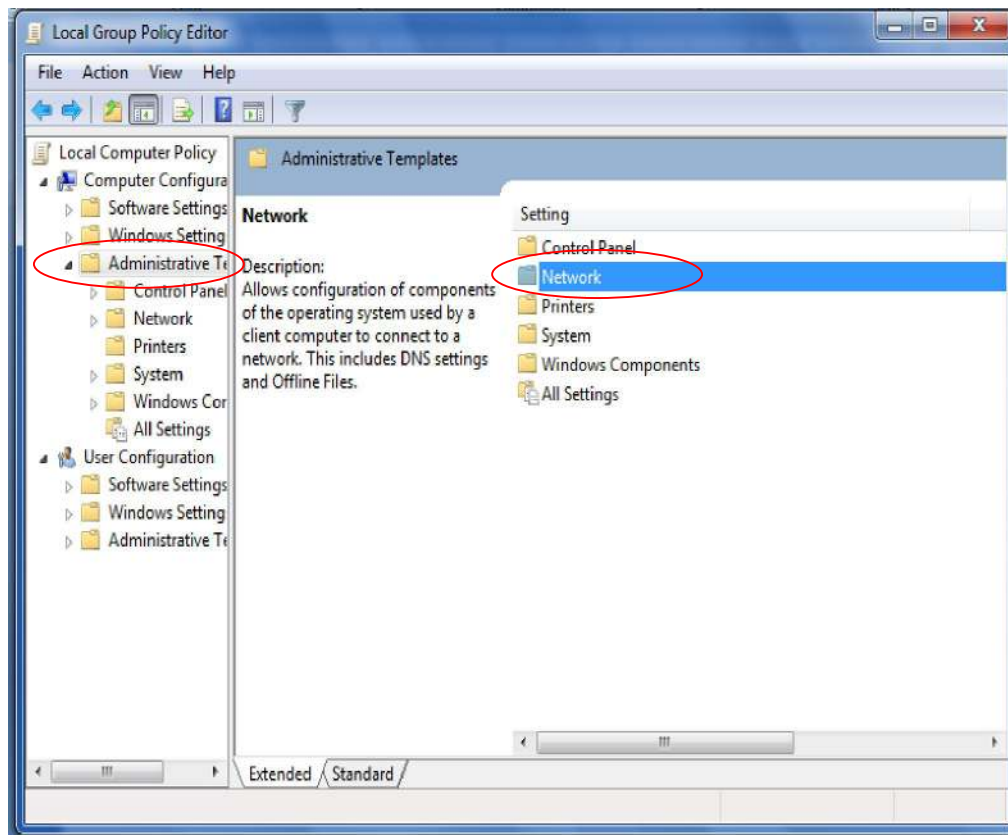 Local Group Policy Editor
File Action View Help
Local Computer Policy
Computer Configura
Software Settings
Windows Setting
Administrative Te
Control Panel
Network
Printers
System
Windows Cor
All Settings
User Configuration
Software Settings
Windows Setting
Administrative Te
Administrative Templates
Network
Description:
Allows configuration of components
of the operating system used by a
client computer to connect to a
network. This includes DNS settings
and Offline Files.
Setting
Control Panel
Network
Printers
System
Windows Components
All Settings
Extended Standard